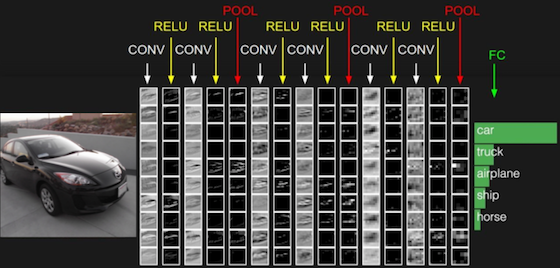 POOL POOL POOL
RELU RELU RELU RELU RELU RELU
CONV CONV CONV CONV CONV CONV
FC
car
truck
airplane
ship
horse